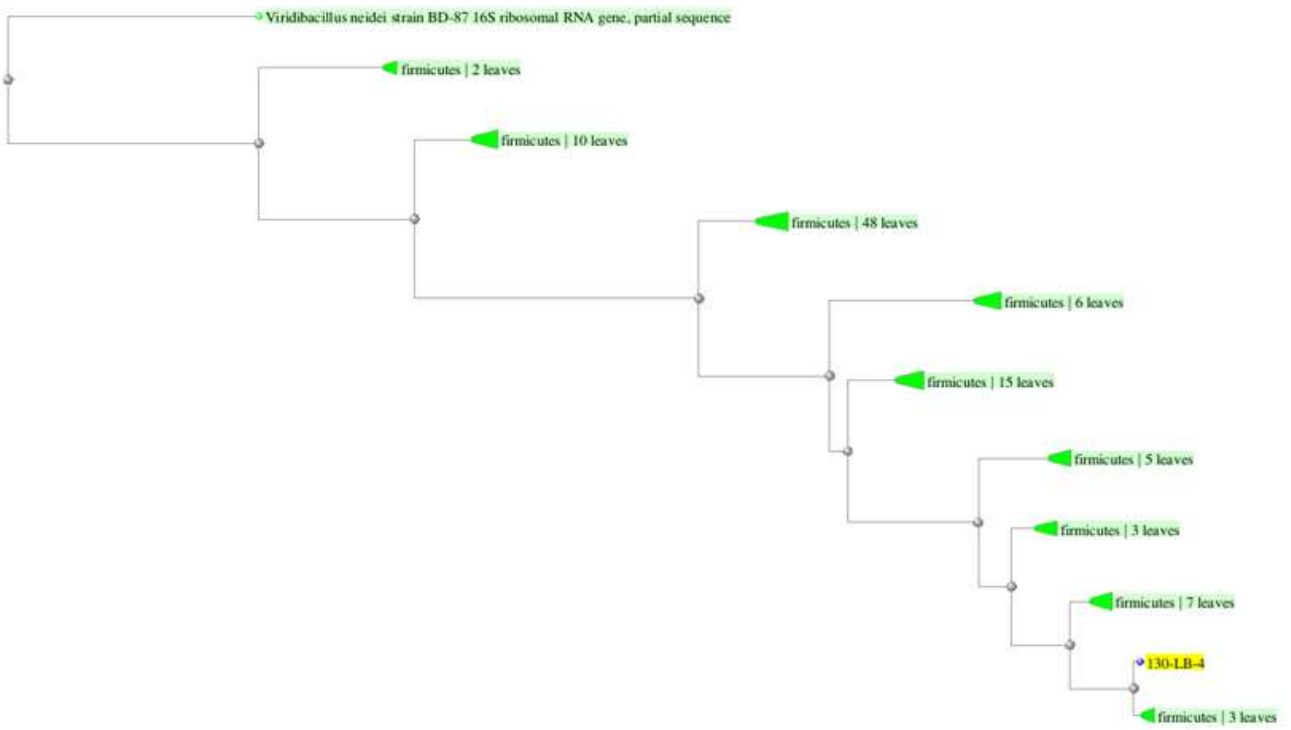 Viridibacillus neidei strain BD-87 16S ribosomal RNA gene, partial sequence
firmicutes | 2 leaves
firmicutes | 10 leaves
firmicutes | 48 leaves
firmicutes | 6 leaves
firmicutes | 15 leaves
firmicutes | 5 leaves
firmicutes | 3 leaves
firmicutes | 7 leaves
130-LB-4
firmicutes | 3 leaves